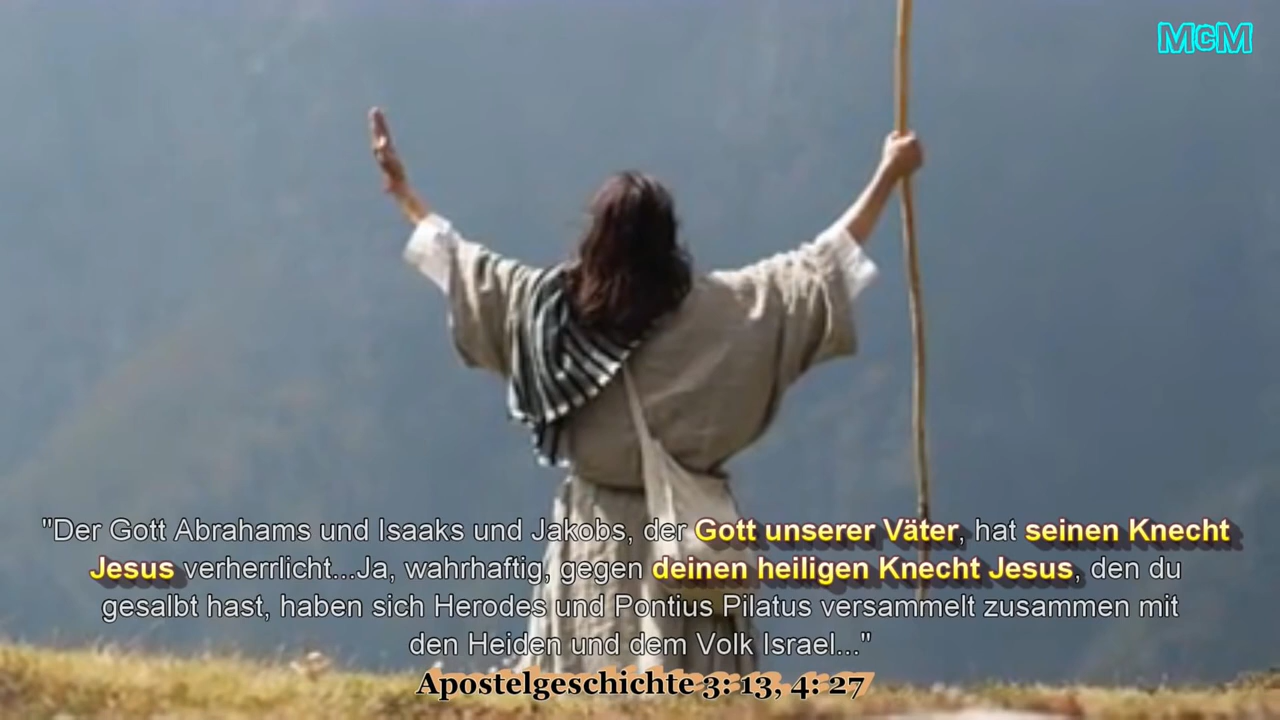 McM
"Der Gott Abrahams und Isaaks und Jakobs, der Gott unserer Väter, hat seinen Knecht
Jesus verherrlicht...Ja, wahrhaftig, gegen deinen heiligen Knecht Jesus, den du
gesalbt hast, haben sich Herodes und Pontius Pilatus versammelt zusammen mit
den Heiden und dem Volk Israel..."
Apostelgeschichte 3: 13, 4: 27